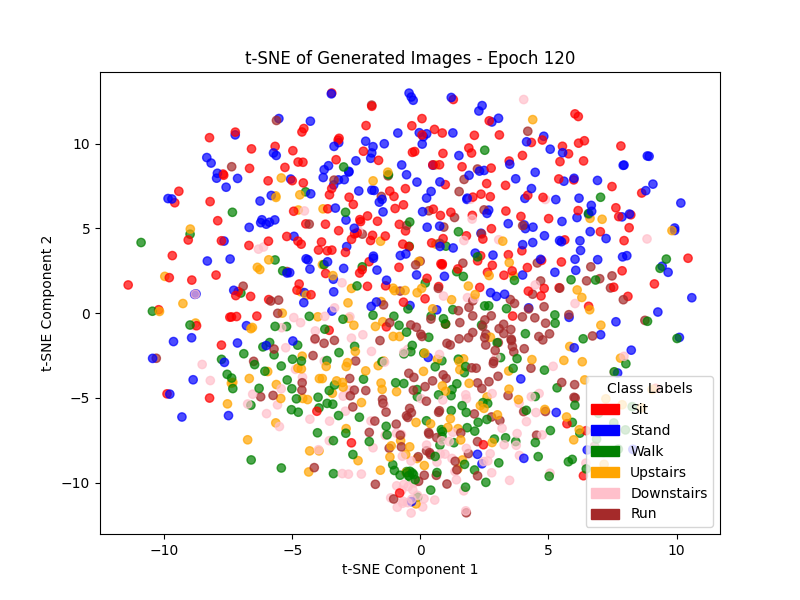 t-SNE of Generated Images - Epoch 120
t-SNE Component 2
10
5
0
−5
−10
Class Labels
Sit
Stand
Walk
Upstairs
Downstairs
Run
−10
−5
0
5
10
t-SNE Component 1